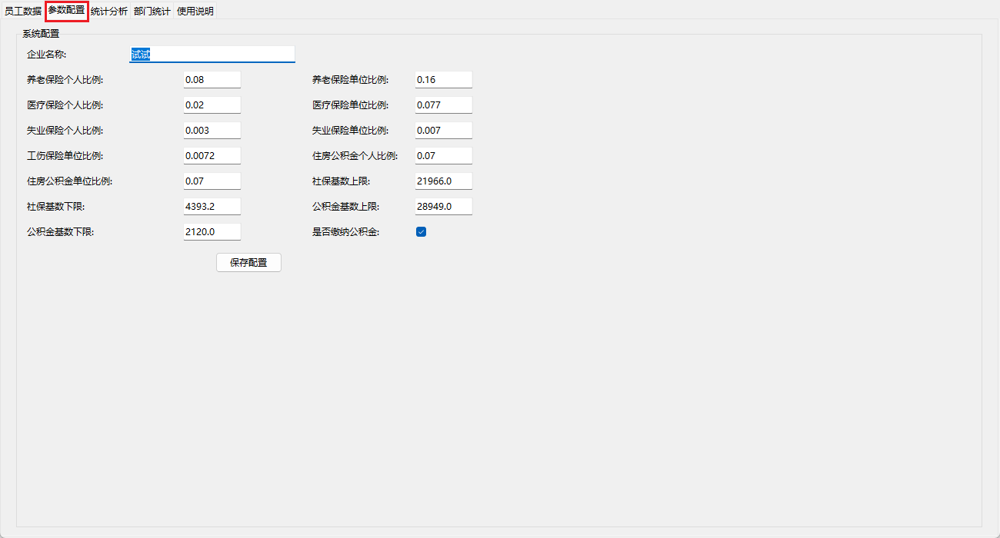 员工数据 参数配置 统计分析 部门统计 使用说明
系统配置
企业名称: 试试
养老保险个人比例: 0.08 养老保险单位比例: 0.16
医疗保险个人比例: 0.02 医疗保险单位比例: 0.077
失业保险个人比例: 0.003 失业保险单位比例: 0.007
工伤保险单位比例: 0.0072 住房公积金个人比例: 0.07
住房公积金单位比例: 0.07 社保基数上限: 21966.0
社保基数下限: 4393.2 公积金基数上限: 28949.0
公积金基数下限: 2120.0 是否缴纳公积金:
保存配置